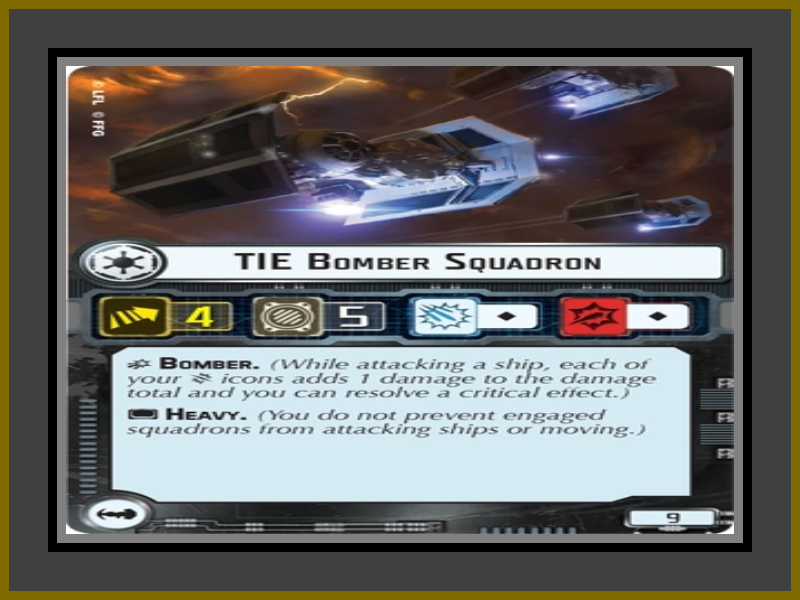 © LFL © FFG
TIE BOMBER SQUADRON
4 5
BOMBER. (While attacking a ship, each of
your icons adds 1 damage to the damage
total and you can resolve a critical effect.)
HEAVY. (You do not prevent engaged
squadrons from attacking ships or moving.)
9